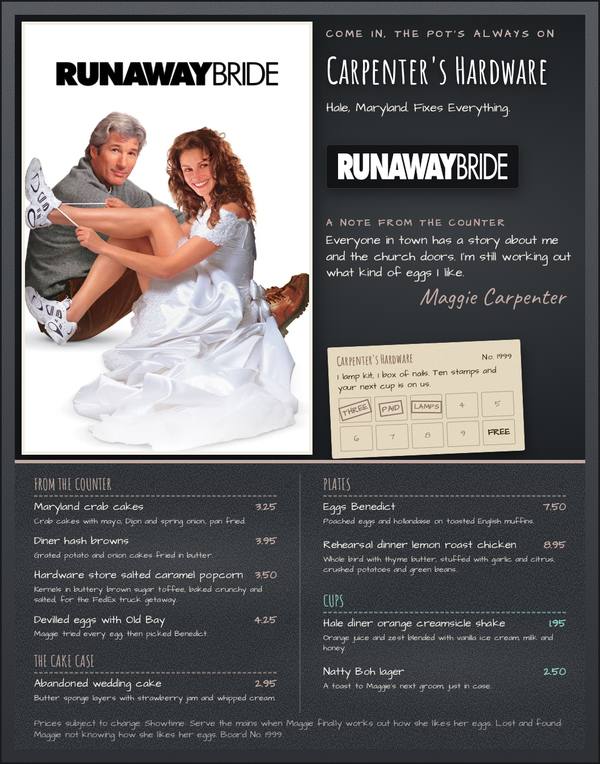 RUNAWAYBRIDE
COME IN, THE POT'S ALWAYS ON
CARPENTER'S HARDWARE
Hale, Maryland. Fixes Everything.
RUNAWAYBRIDE
A NOTE FROM THE COUNTER
Everyone in town has a story about me
and the church doors. I'm still working out
what kind of eggs I like.
Maggie Carpenter
CARPENTER'S HARDWARE
No. 1999
1 lamp kit, 1 box of nails. Ten stamps and
your next cup is on us.
THREE PAID LAMPS 4 5
6 7 8 9 FREE
FROM THE COUNTER
Maryland crab cakes 3.25
Crab cakes with mayo, Dijon and spring onion, pan fried.
Diner hash browns 3.95
Grated potato and onion cakes fried in butter.
Hardware store salted caramel popcorn 3.50
Kernels in buttery brown sugar toffee, baked crunchy and
salted, for the FedEx truck getaway.
Devilled eggs with Old Bay 4.25
Maggie tried every egg, then picked Benedict.
THE CAKE CASE
Abandoned wedding cake 2.95
Butter sponge layers with strawberry jam and whipped cream.
PLATES
Eggs Benedict 7.50
Poached eggs and hollandaise on toasted English muffins.
Rehearsal dinner lemon roast chicken 8.95
Whole bird with thyme butter, stuffed with garlic and citrus,
crushed potatoes and green beans.
CUPS
Hale diner orange creamsicle shake 1.95
Orange juice and zest blended with vanilla ice cream, milk and
honey.
Natty Boh lager 2.50
A toast to Maggie's next groom, just in case.
Prices subject to change. Showtime: Serve the mains when Maggie finally works out how she likes her eggs. Lost and found:
Maggie not knowing how she likes her eggs. Board No. 1999.